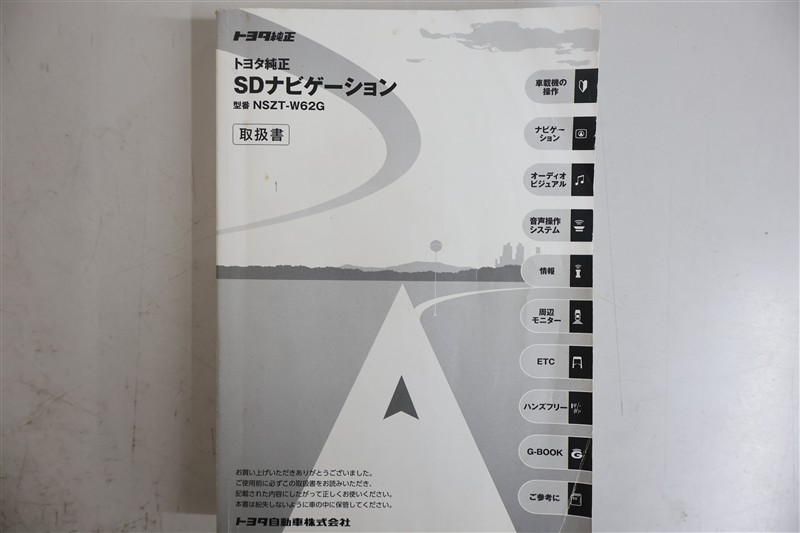 トヨタ純正
トヨタ純正
SDナビゲーション
型番 NSZT-W62G
取扱書
車載機の
操作
ナビゲー
ション
オーディオ
ビジュアル
音声操作
システム
情報
周辺
モニター
ETC
ハンズフリー
G-BOOK
G
ご参考に
お買い上げいただきありがとうございました。
ご使用前に必ずこの取扱書をお読みいただき、
記載された内容にしたがって正しくお使いください。
本書は紛失しないように車の中に保管してください。
トヨタ自動車株式会社